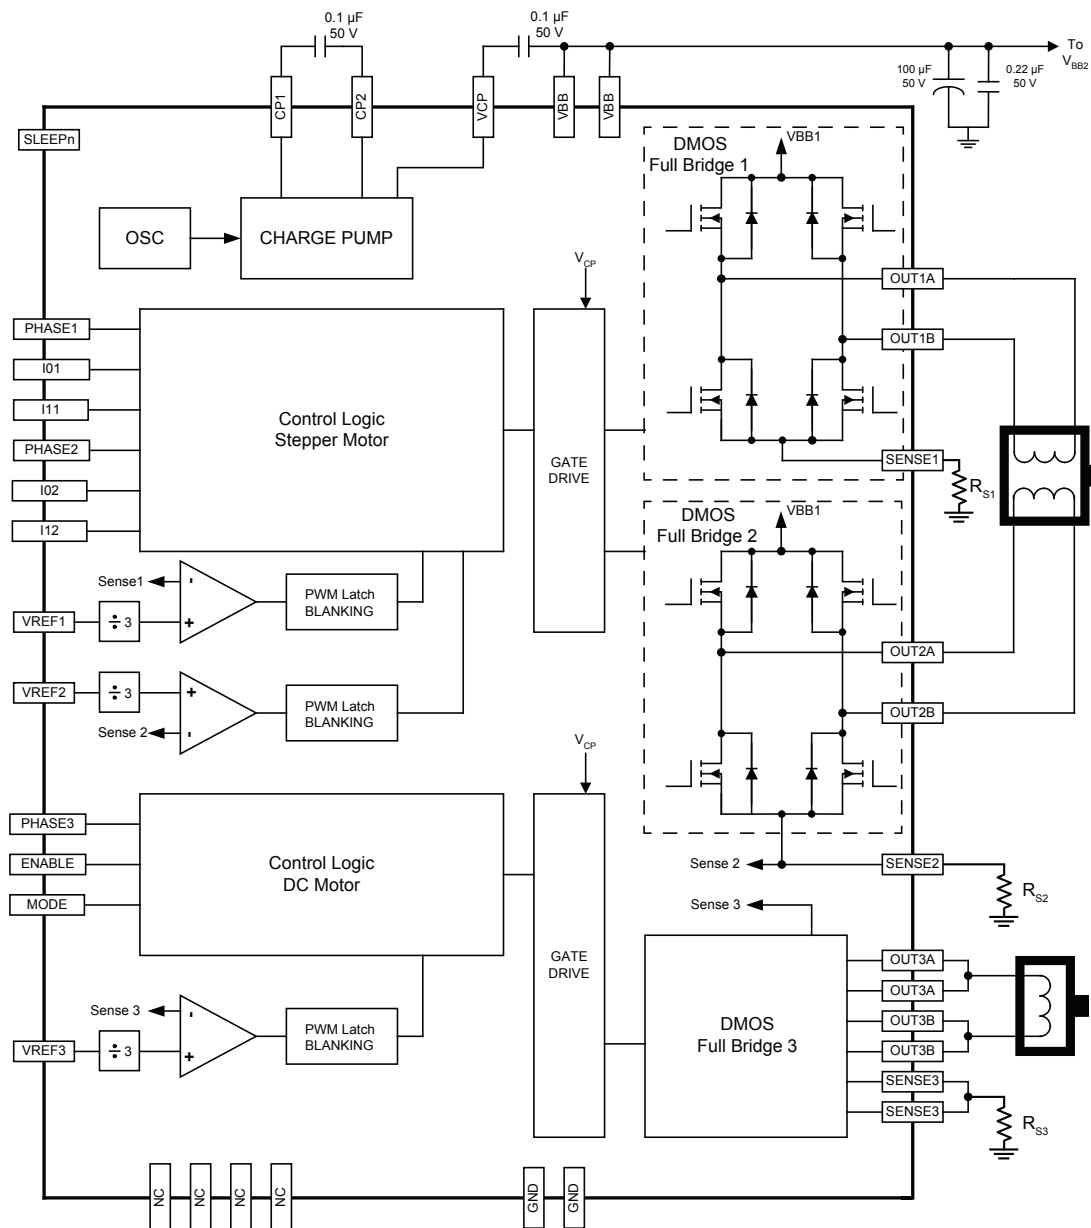 0.1 µF
50 V
0.1 µF
50 V
To
VBB2
100 µF
50 V
0.22 µF
50 V
CP1
CP2
VCP
VBB
VBB
SLEEPn
DMOS
Full Bridge 1
VBB1
OSC
CHARGE PUMP
VCP
OUT1A
PHASE1
OUT1B
I01
I11
Control Logic
Stepper Motor
PHASE2
GATE
DRIVE
SENSE1
RS1
I02
I12
DMOS
Full Bridge 2
VBB1
Sense1
-
+
PWM Latch
BLANKING
VREF1
÷ 3
OUT2A
VREF2
÷ 3
+
-
PWM Latch
BLANKING
Sense 2
OUT2B
VCP
PHASE3
ENABLE
MODE
Control Logic
DC Motor
Sense 2
SENSE2
RS2
Sense 3
GATE
DRIVE
OUT3A
OUT3A
Sense 3
-
+
PWM Latch
BLANKING
VREF3
÷ 3
DMOS
Full Bridge 3
OUT3B
OUT3B
SENSE3
SENSE3
RS3
NC
NC
NC
NC
GND
GND